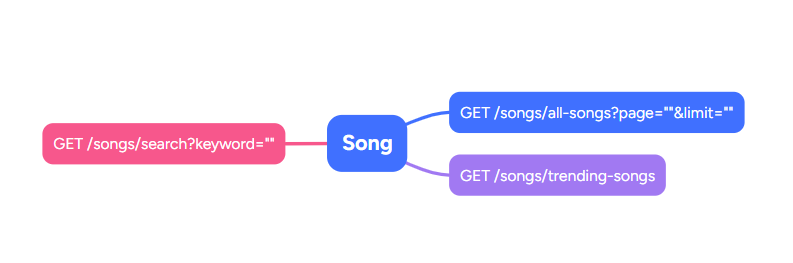 GET /songs/all-songs?page=""&limit=""
GET /songs/search?keyword=""
Song
GET /songs/trending-songs